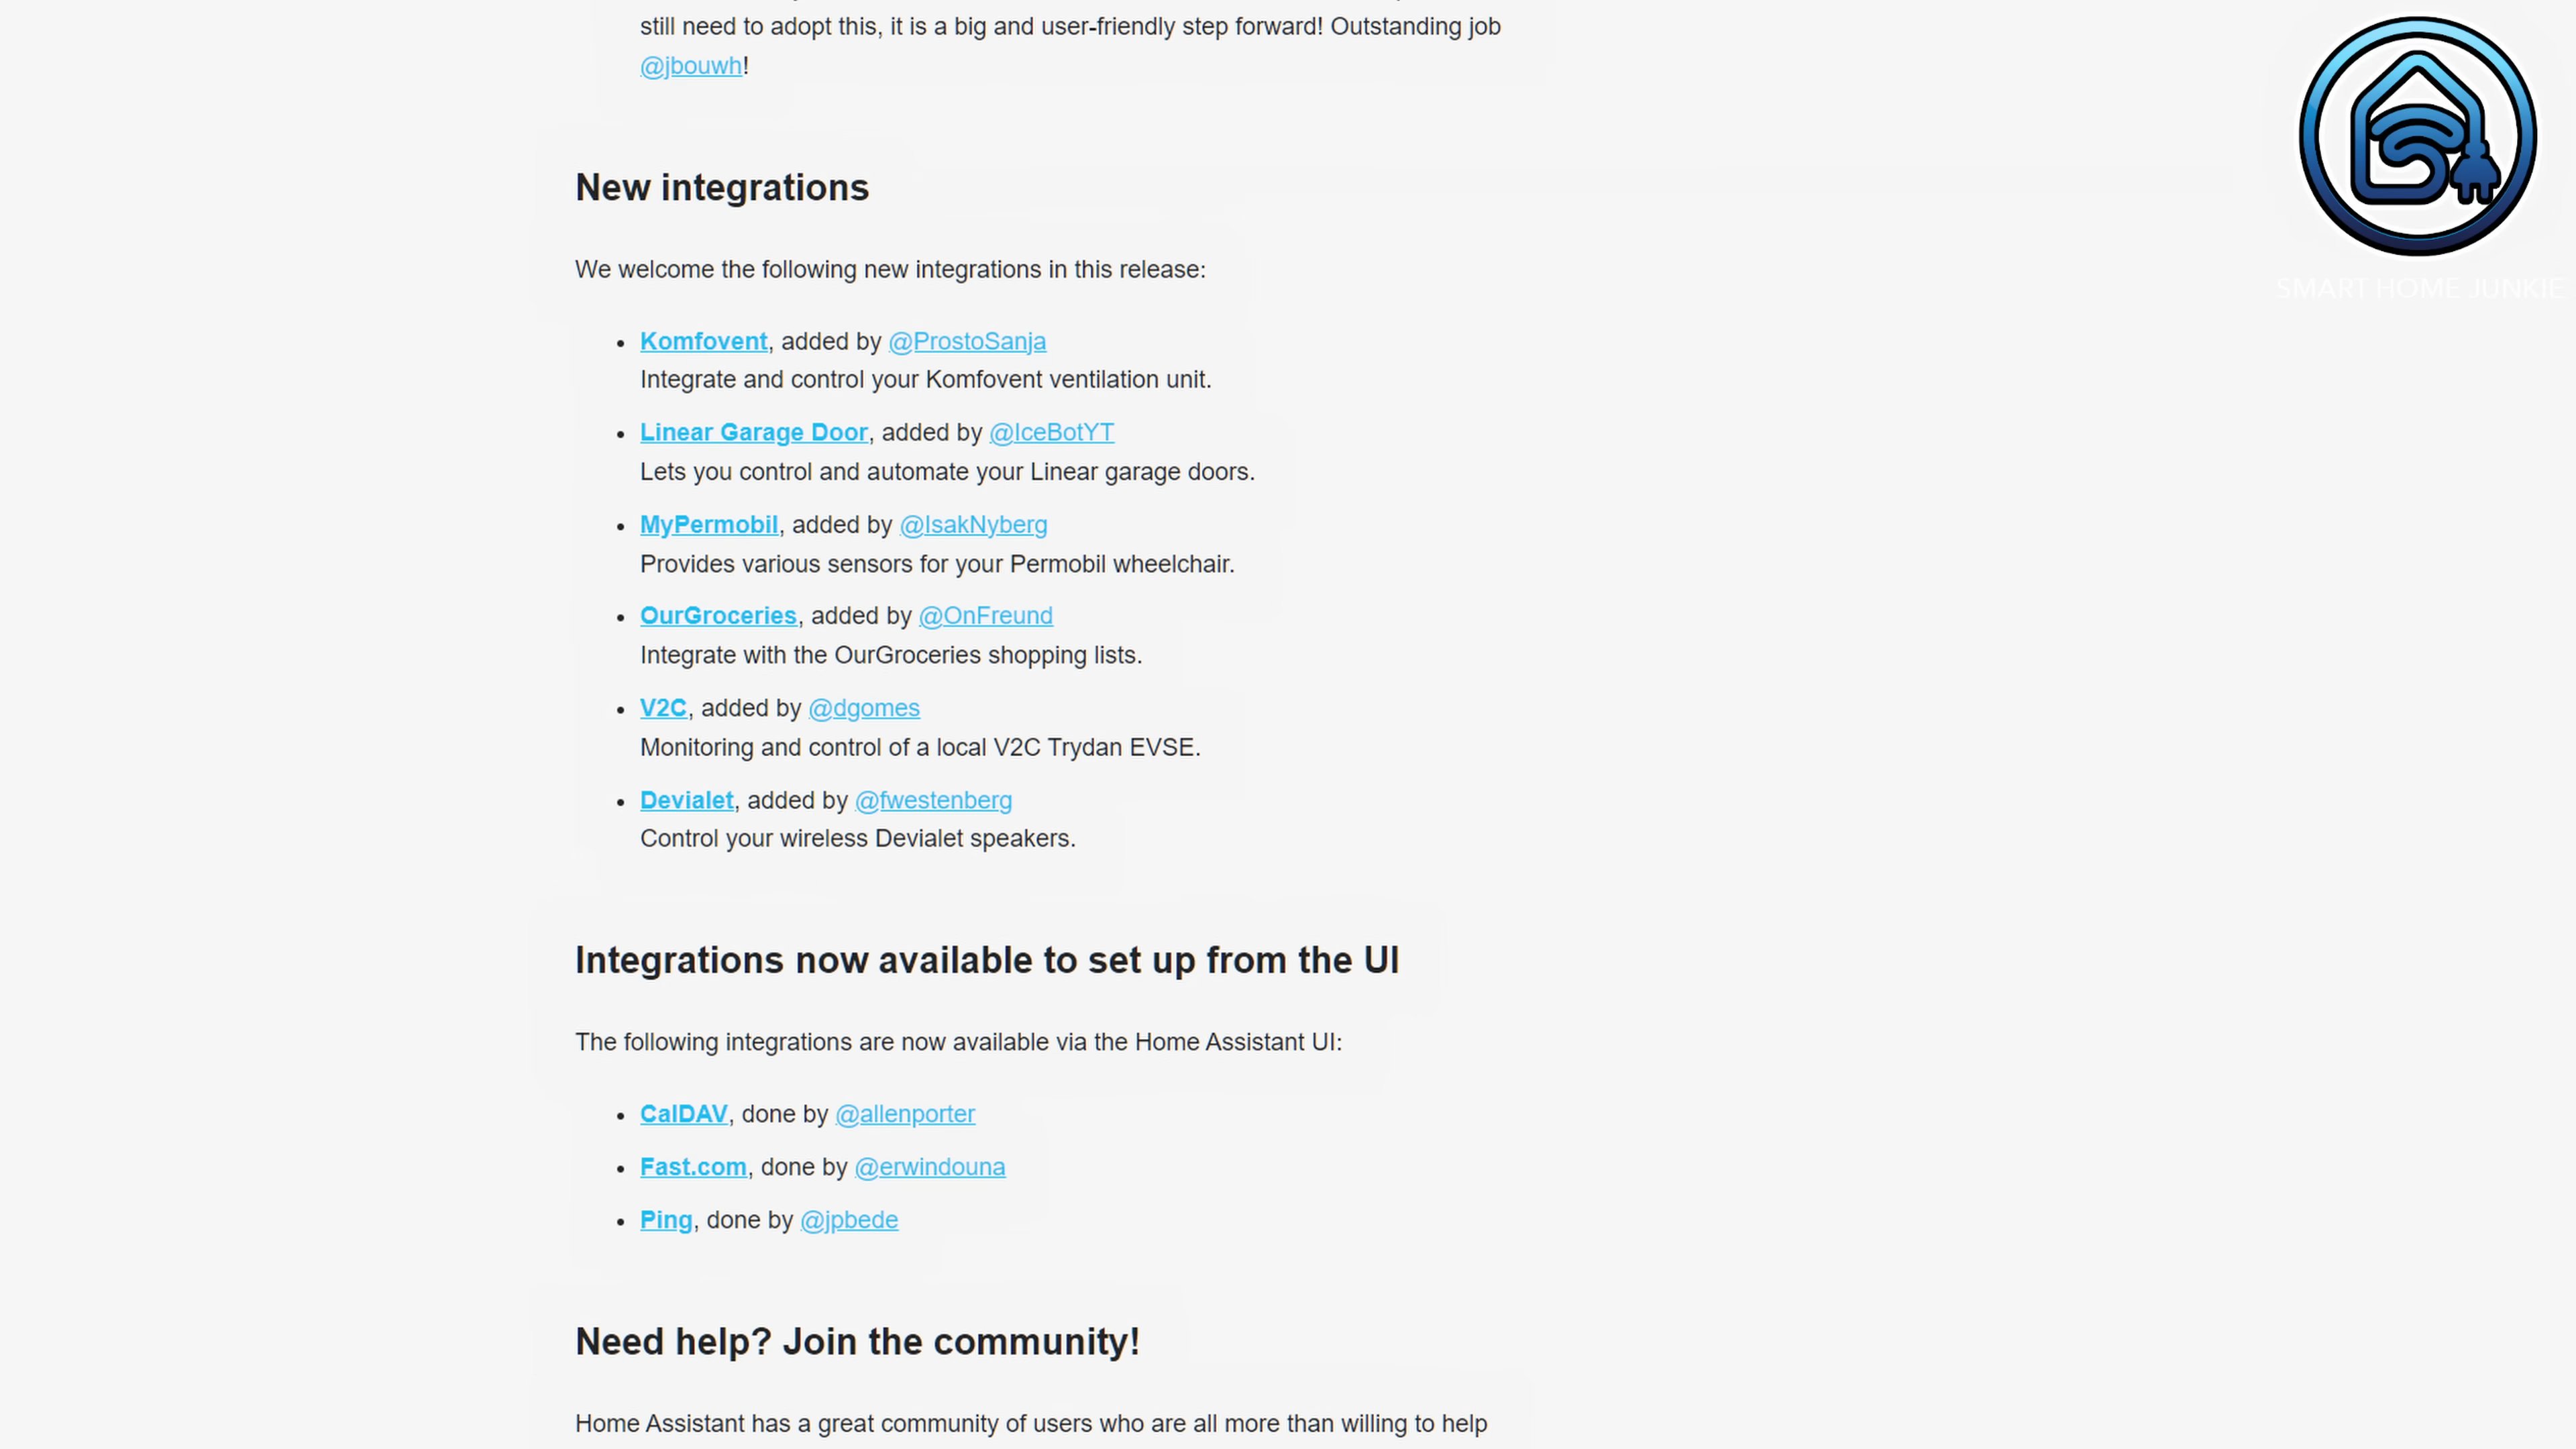 still need to adopt this, it is a big and user-friendly step forward! Outstanding job
@jbouwh!
New integrations
We welcome the following new integrations in this release:
• Komfovent, added by @ProstoSanja
Integrate and control your Komfovent ventilation unit.
• Linear Garage Door, added by @IceBotYT
Lets you control and automate your Linear garage doors.
• MyPermobil, added by @IsakNyberg
Provides various sensors for your Permobil wheelchair.
• OurGroceries, added by @OnFreund
Integrate with the OurGroceries shopping lists.
• V2C, added by @dgomes
Monitoring and control of a local V2C Trydan EVSE.
• Devialet, added by @fwestenberg
Control your wireless Devialet speakers.
Integrations now available to set up from the UI
The following integrations are now available via the Home Assistant UI:
• CalDAV, done by @allenporter
• Fast.com, done by @erwindouna
• Ping, done by @jpbede
Need help? Join the community!
Home Assistant has a great community of users who are all more than willing to help
SMART HOME JUNKIE